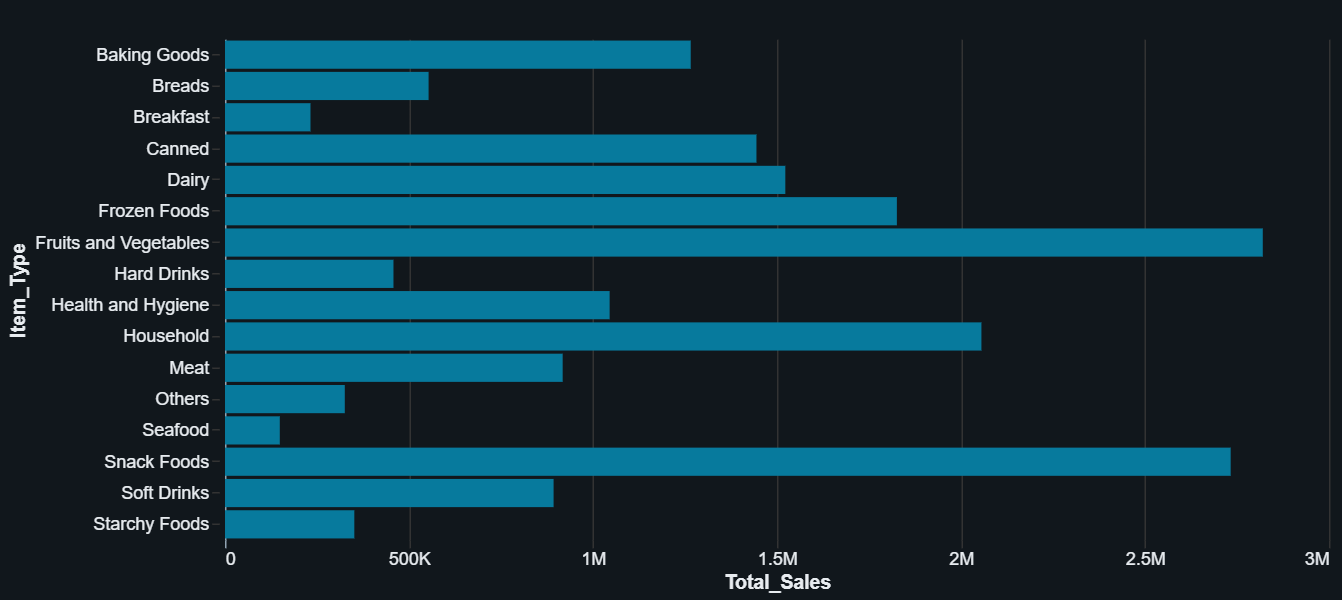 Baking Goods
Breads
Breakfast
Canned
Dairy
Frozen Foods
Fruits and Vegetables
Hard Drinks
Health and Hygiene
Household
Meat
Others
Seafood
Snack Foods
Soft Drinks
Starchy Foods
Item_Type
0 500K 1M 1.5M 2M 2.5M 3M
Total_Sales